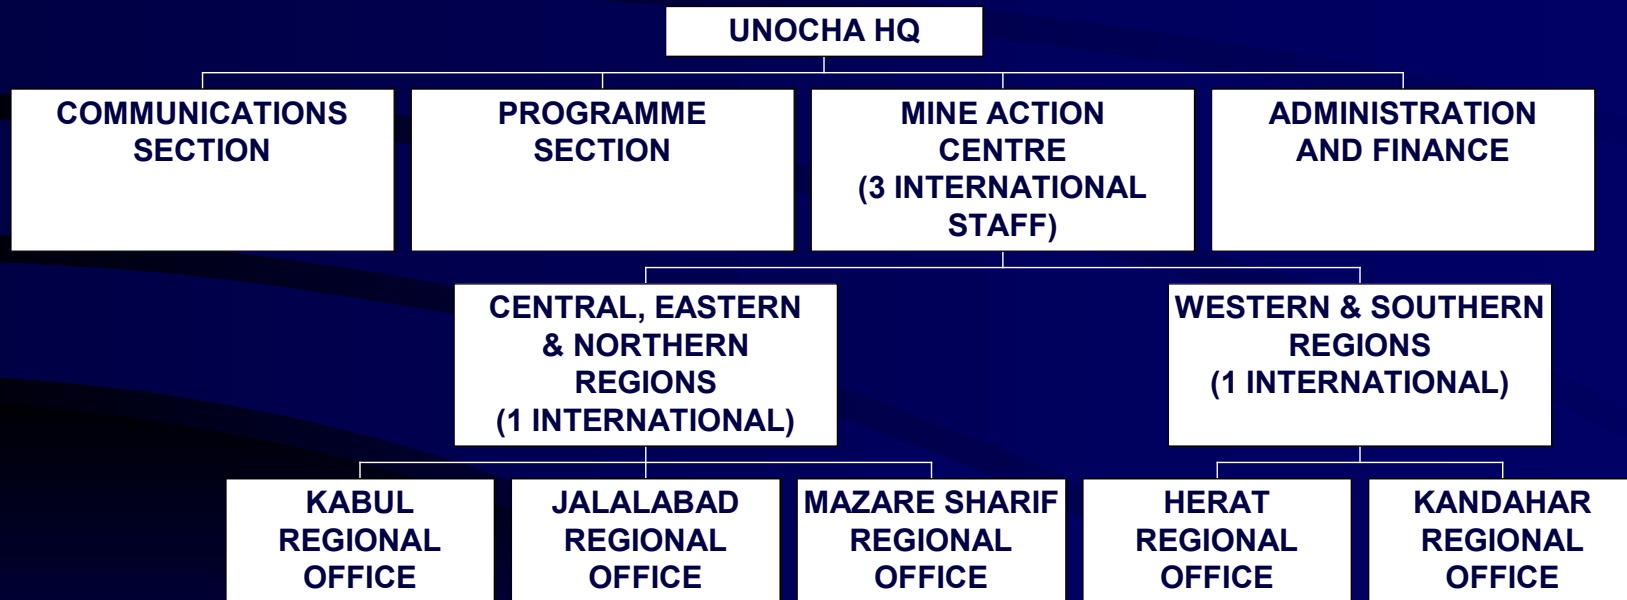 UNOCHA HQ
COMMUNICATIONS
SECTION
PROGRAMME
SECTION
MINE ACTION
CENTRE
(3 INTERNATIONAL
STAFF)
ADMINISTRATION
AND FINANCE
CENTRAL, EASTERN
& NORTHERN
REGIONS
(1 INTERNATIONAL)
WESTERN & SOUTHERN
REGIONS
(1 INTERNATIONAL)
KABUL
REGIONAL
OFFICE
JALALABAD
REGIONAL
OFFICE
MAZARE SHARIF
REGIONAL
OFFICE
HERAT
REGIONAL
OFFICE
KANDAHAR
REGIONAL
OFFICE